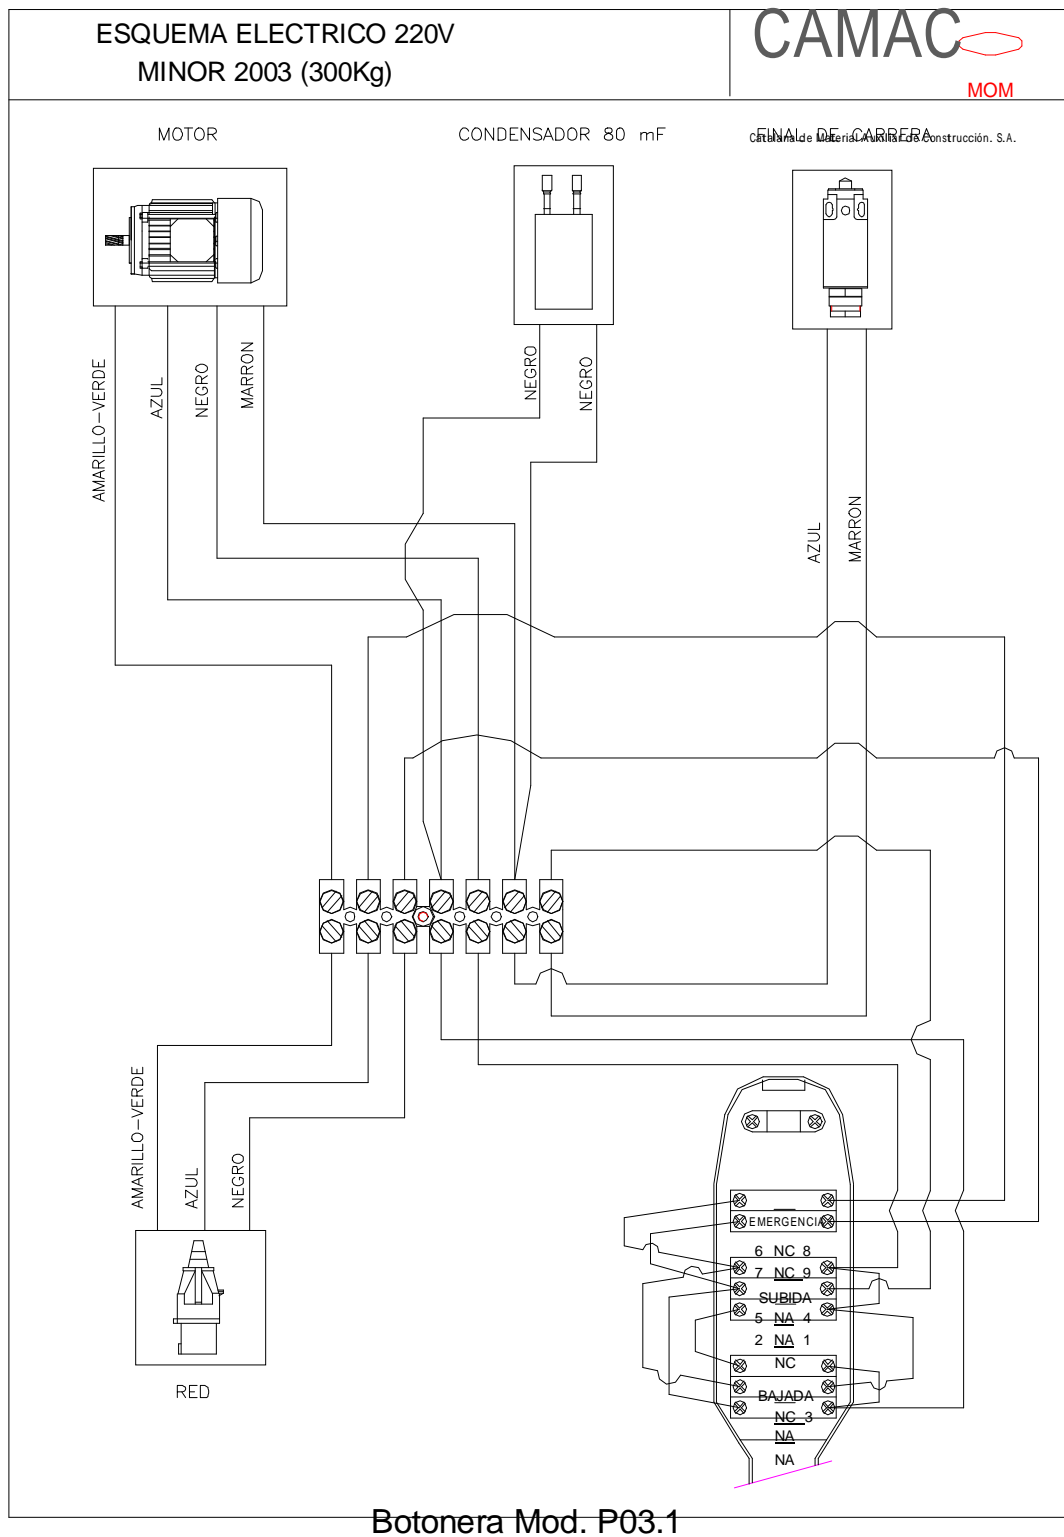 ESQUEMA ELECTRICO 220V
MINOR 2003 (300Kg)
CAMAC
MOM
MOTOR
CONDENSADOR 80 mF
FINAL DE CARRERA
Catalana de Material Auxiliar de Construcción. S.A.
AMARILLO-VERDE
AZUL
NEGRO
MARRON
NEGRO
NEGRO
AZUL
MARRON
AMARILLO-VERDE
AZUL
NEGRO
RED
EMERGENCIA
6 NC 8
7 NC 9
SUBIDA
5 NA 4
2 NA 1
NC
BAJADA
NC 3
NA
NA
Botonera Mod. P03.1